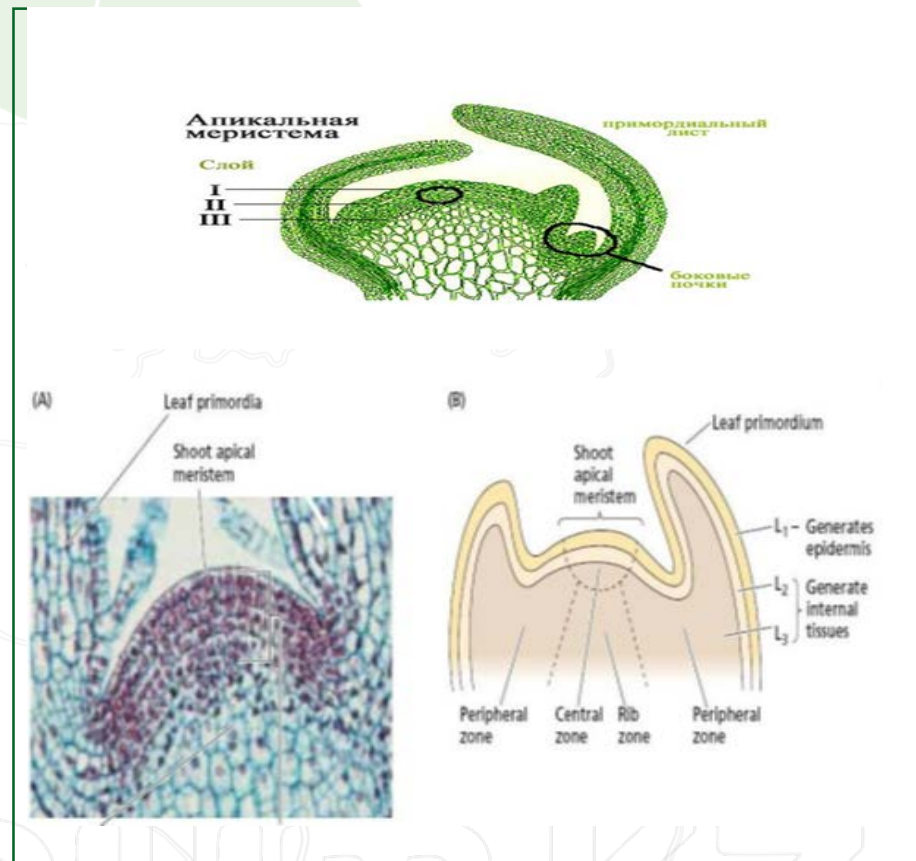 Апикальная
меристема
Слой
I
II
III
примордиальный
лист
боковые
почки
(A)
Leaf primordia
Shoot apical
meristem
(B)
Leaf primordium
Shoot
apical
meristem
L1 – Generates
epidermis
L2
L3
Generate
internal
tissues
Peripheral
zone
Central
zone
Rib
zone
Peripheral
zone